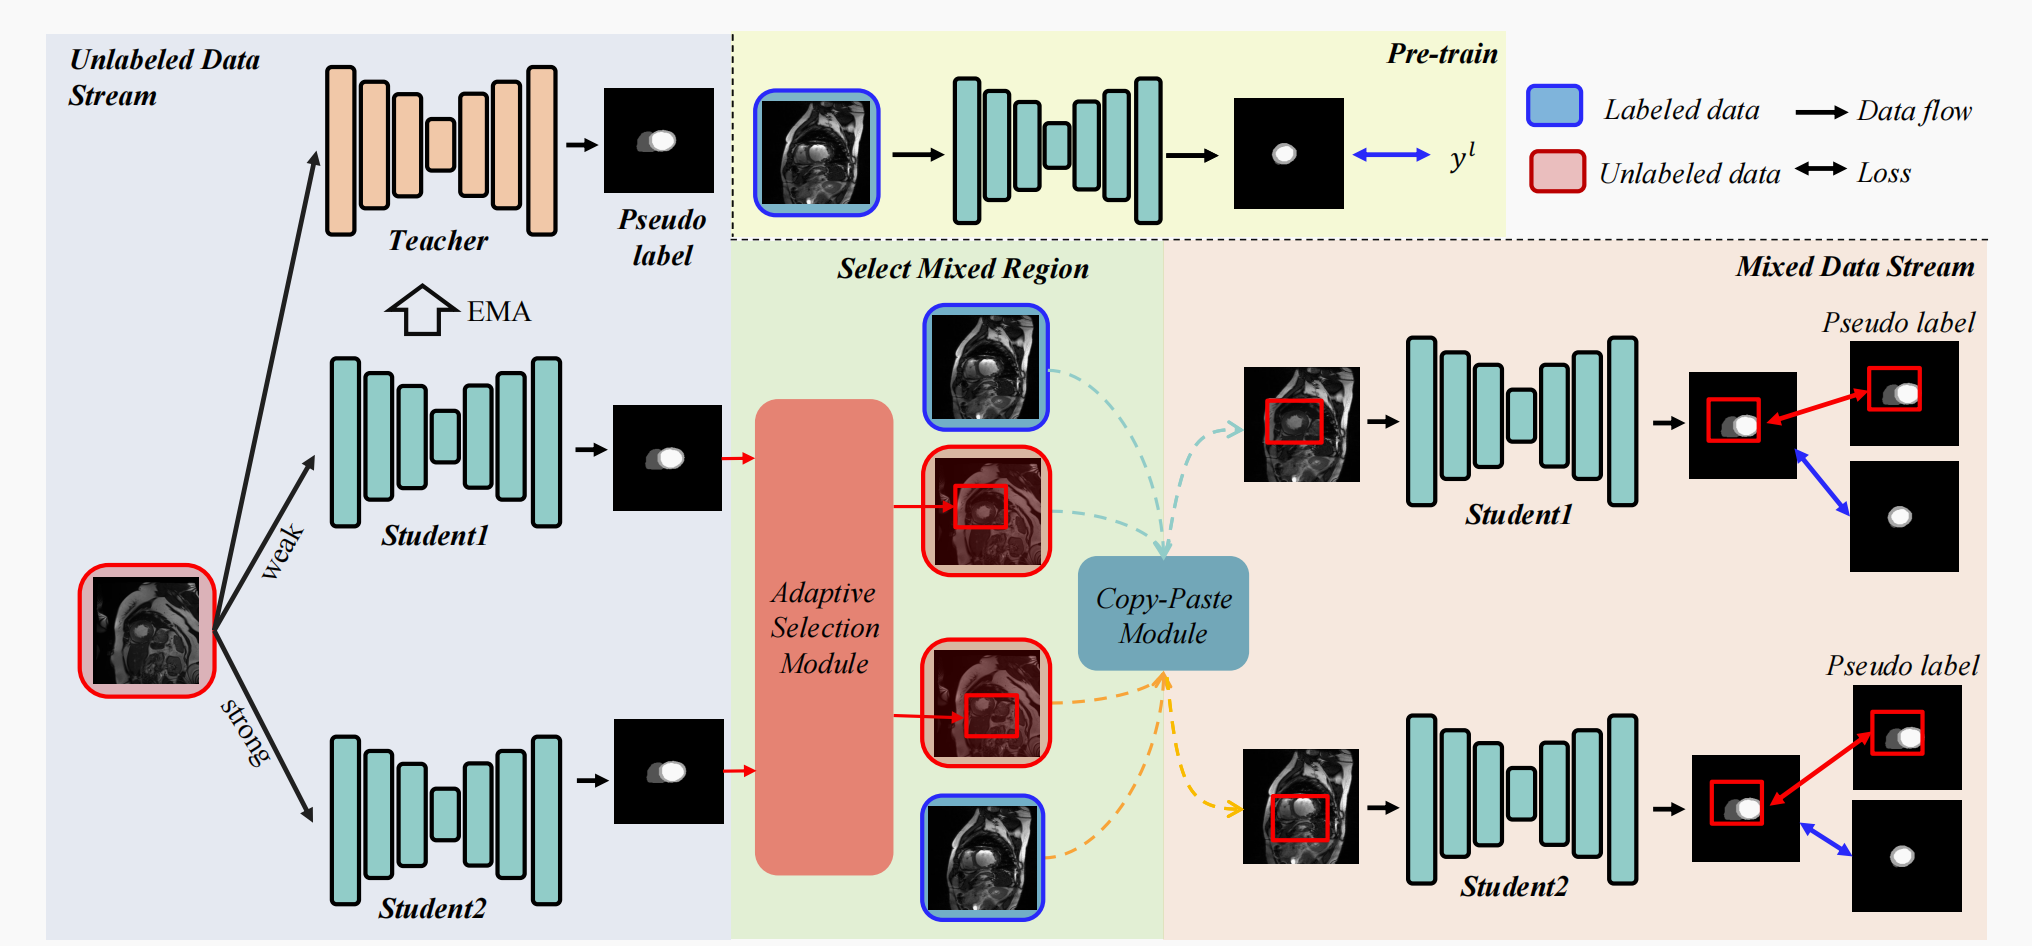 Unlabeled Data
Stream
Teacher
Pseudo
label
EMA
Student1
weak
strong
Student2
Pre-train
y^l
Labeled data
Data flow
Unlabeled data
Loss
Select Mixed Region
Adaptive
Selection
Module
Copy-Paste
Module
Mixed Data Stream
Pseudo label
Student1
Pseudo label
Student2